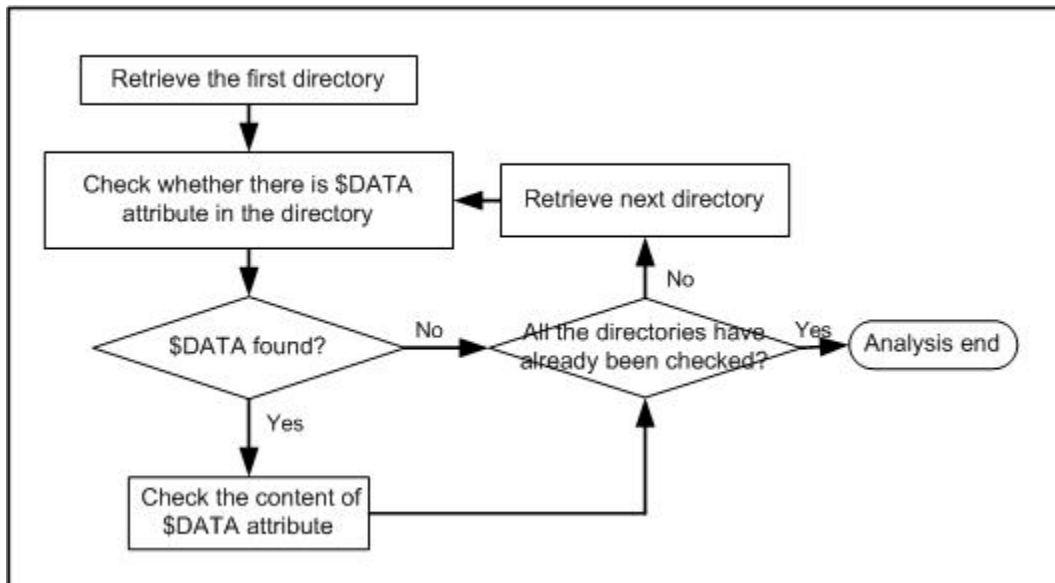 Retrieve the first directory
Check whether there is $DATA
attribute in the directory
Retrieve next directory
No
$DATA found?
No
All the directories have
already been checked?
Yes
Analysis end
Yes
Check the content of
$DATA attribute